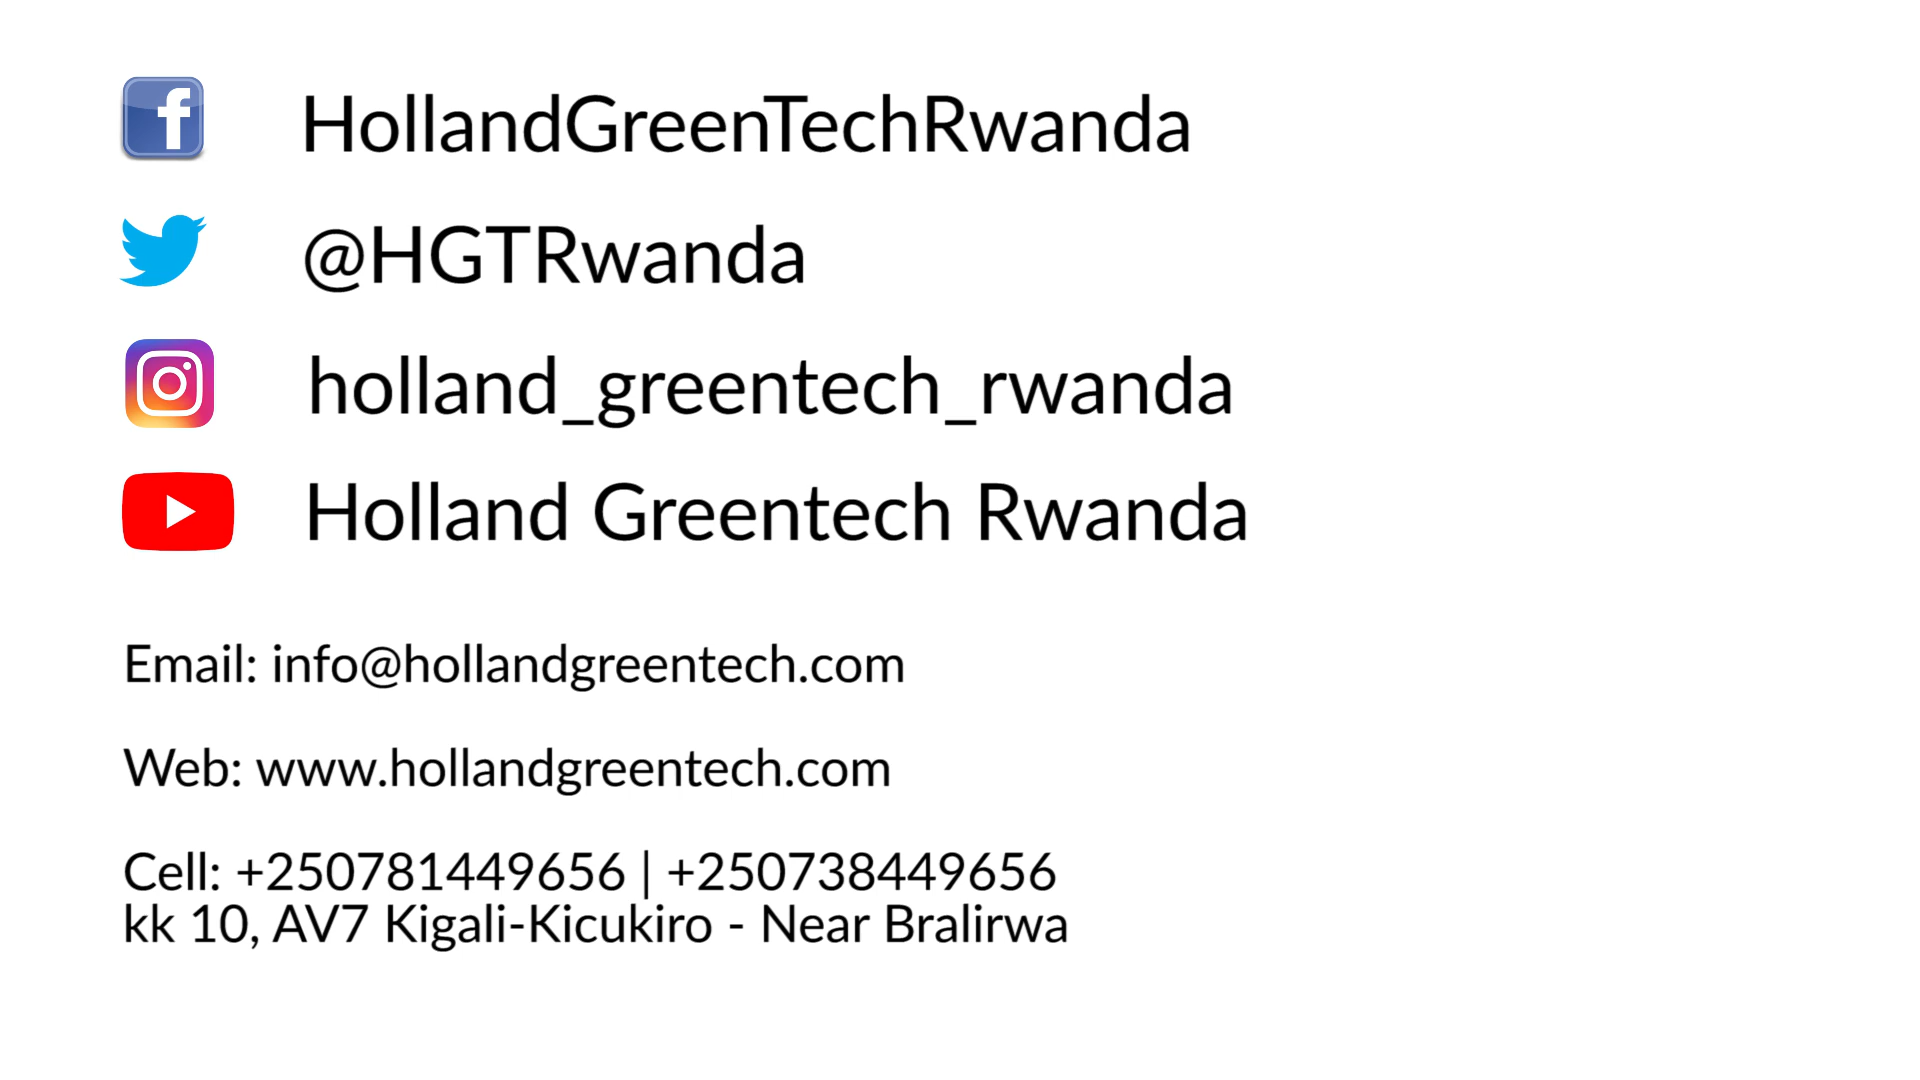 HollandGreenTechRwanda
@HGTRwanda
holland_greentech_rwanda
Holland Greentech Rwanda
Email: info@hollandgreentech.com
Web: www.hollandgreentech.com
Cell: +250781449656 | +250738449656
kk 10, AV7 Kigali-Kicukiro - Near Bralirwa